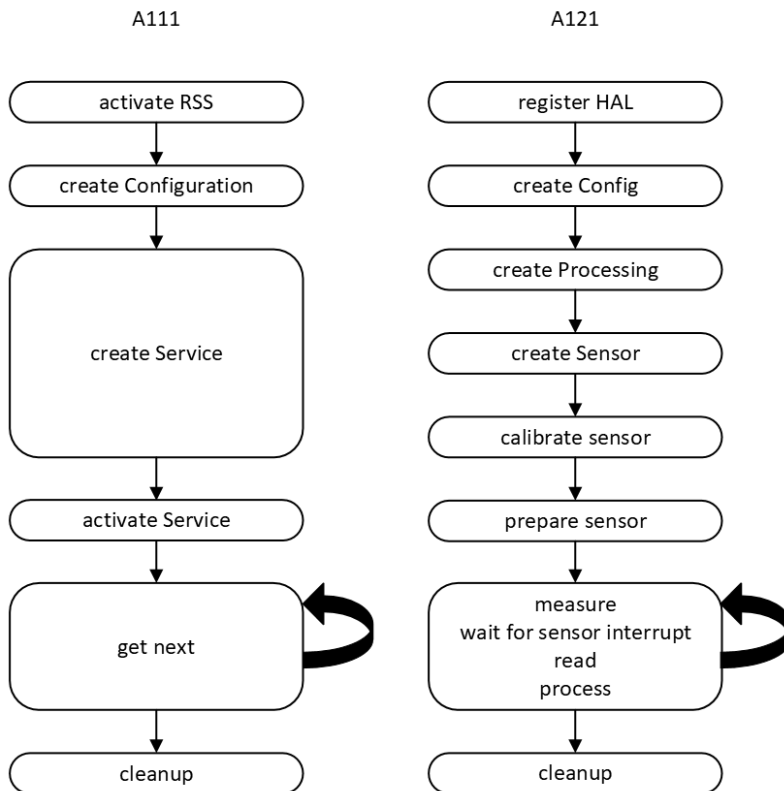 A111
activate RSS
create Configuration
create Service
activate Service
get next
cleanup
A121
register HAL
create Config
create Processing
create Sensor
calibrate sensor
prepare sensor
measure
wait for sensor interrupt
read
process
cleanup